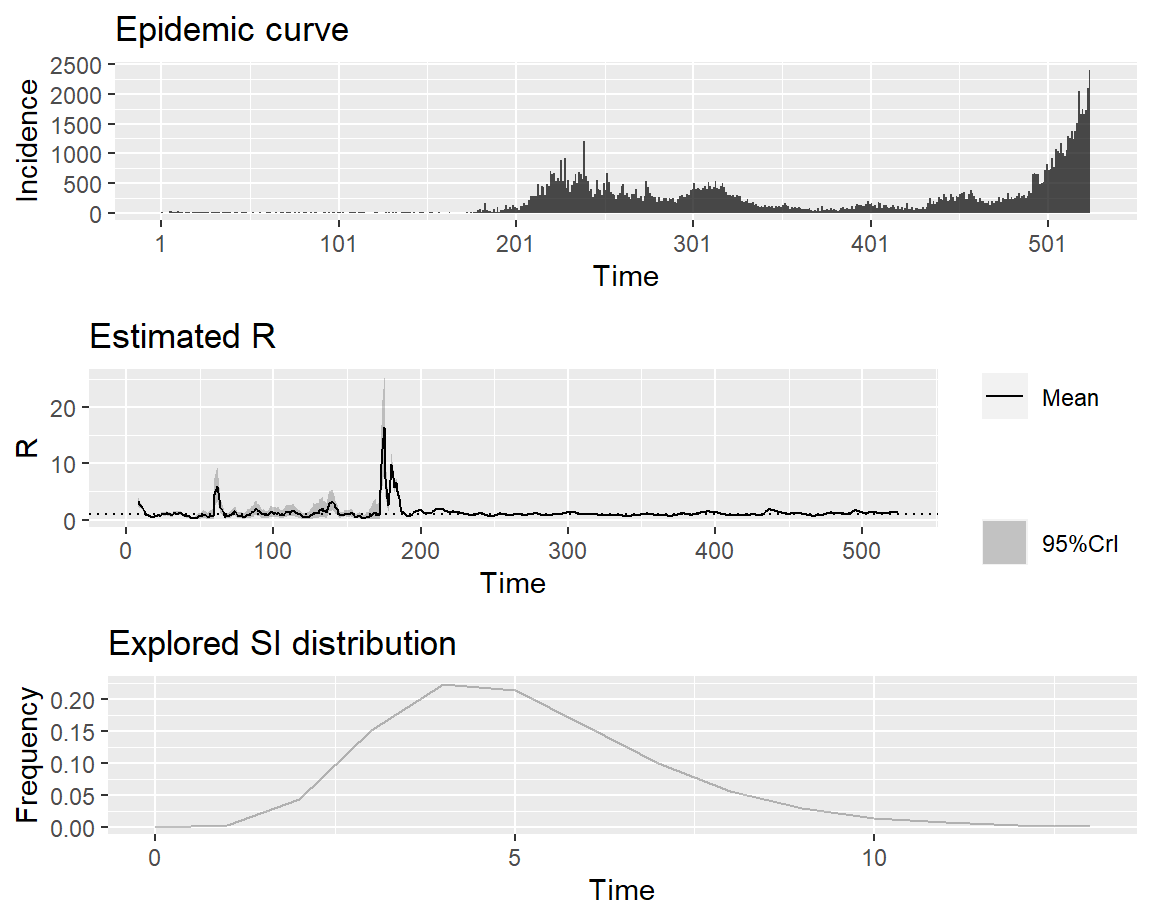 Epidemic curve
Incidence
2500
2000
1500
1000
500
0
1 101 201 301 401 501
Time
Estimated R
R
20
10
0
0 100 200 300 400 500
Time
Mean
95%CrI
Explored SI distribution
Frequency
0.20
0.15
0.10
0.05
0.00
0 5 10
Time